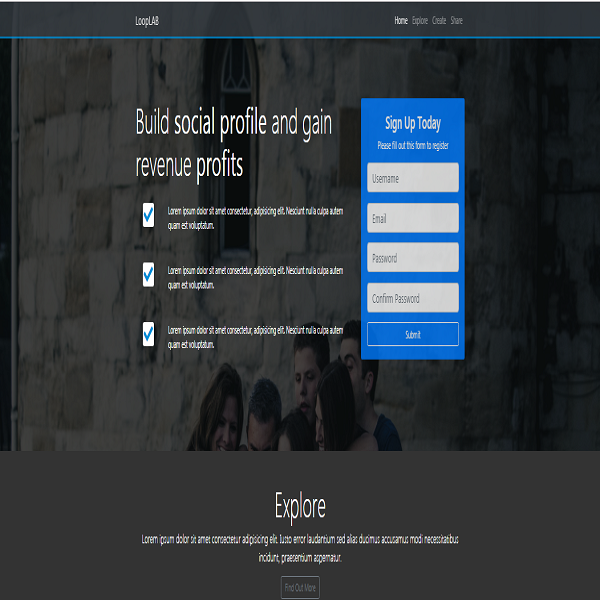 LoopLAB
Home Explore Create Share
Build social profile and gain
revenue profits
Lorem ipsum dolor sit amet consectetur, adipisicing elit. Nesciunt nulla culpa autem
quam est voluptatum.
Lorem ipsum dolor sit amet consectetur, adipisicing elit. Nesciunt nulla culpa autem
quam est voluptatum.
Lorem ipsum dolor sit amet consectetur, adipisicing elit. Nesciunt nulla culpa autem
quam est voluptatum.
Sign Up Today
Please fill out this form to register
Username
Email
Password
Confirm Password
Submit
Explore
Lorem ipsum dolor sit amet consectetur adipisicing elit. Iusto error laudantium sed alias ducimus accusamus modi necessitatibus
incidunt, praesentium aspernatur.
Find Out More